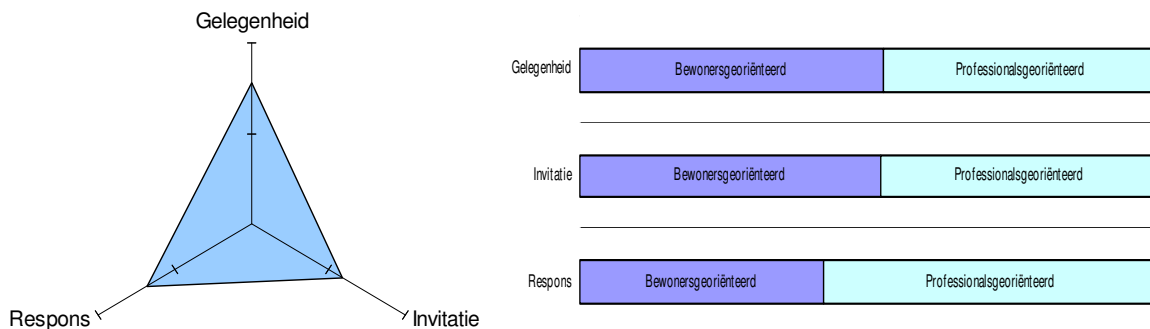 Gelegenheid
Respons
Invitatie
Gelegenheid Bewonersgeoriënteerd Professionalsgeoriënteerd
Invitatie Bewonersgeoriënteerd Professionalsgeoriënteerd
Respons Bewonersgeoriënteerd Professionalsgeoriënteerd